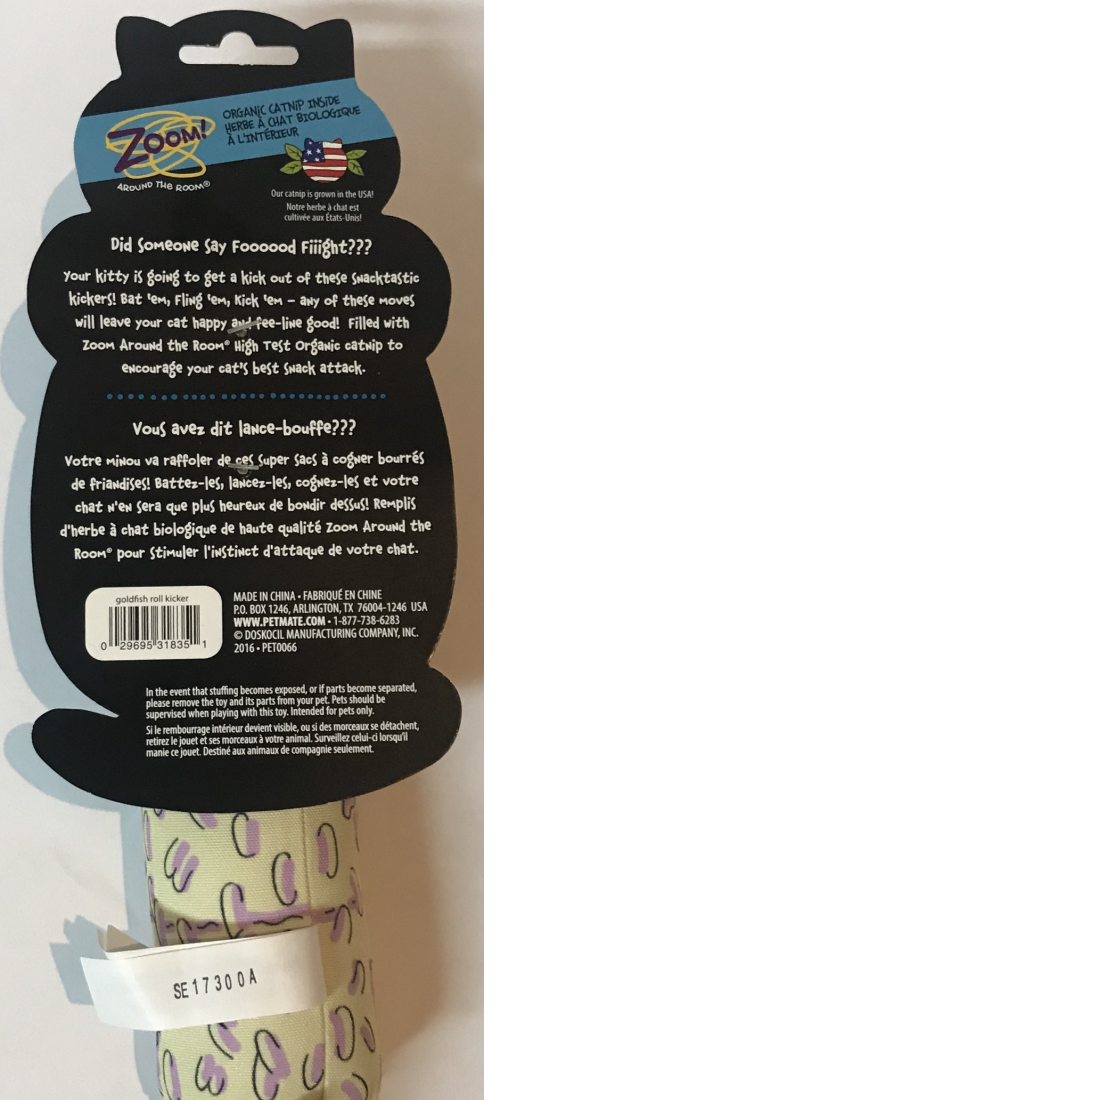 ZOOM!
AROUND THE ROOM®
ORGANIC CATNIP INSIDE
HERBE À CHAT BIOLOGIQUE
À L'INTÉRIEUR
Our catnip is grown in the USA!
Notre herbe à chat est
cultivée aux États-Unis!
Did Someone Say Foooood Fiiight???
Your kitty is going to get a kick out of these Snacktastic
kickers! Bat 'em, Fling 'em, Kick 'em – any of these moves
will leave your cat happy and fee-line good! Filled with
Zoom Around the Room® High Test Organic catnip to
encourage your cat's best Snack attack.
Vous avez dit lance-bouffe???
Votre minou va raffoler de ces Super Sacs à cogner bourrés
de friandises! Battez-les, lancez-les, cognez-les et votre
chat n'en Sera que plus heureux de bondir dessus! Remplis
d'herbe à chat biologique de haute qualité Zoom Around the
Room® pour Stimuler l'instinct d'attaque de votre chat.
goldfish roll kicker
0 29695 31835 1
MADE IN CHINA • FABRIQUÉ EN CHINE
P.O. BOX 1246, ARLINGTON, TX 76004-1246 USA
WWW.PETMATE.COM • 1-877-738-6283
© DOSKOCIL MANUFACTURING COMPANY, INC.
2016 • PET0066
In the event that stuffing becomes exposed, or if parts become separated,
please remove the toy and its parts from your pet. Pets should be
supervised when playing with this toy. Intended for pets only.
Si le rembourrage intérieur devient visible, ou si des morceaux se détachent,
retirez le jouet et ses morceaux à votre animal. Surveillez celui-ci lorsqu'il
manie ce jouet. Destiné aux animaux de compagnie seulement.
SE17300A